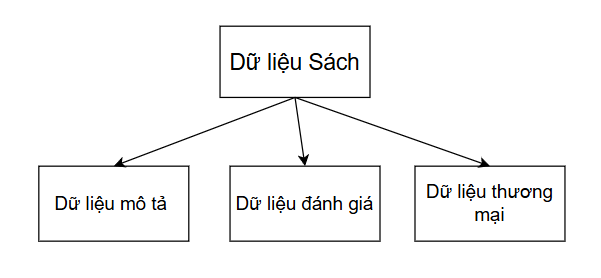 Dữ liệu Sách
Dữ liệu mô tả
Dữ liệu đánh giá
Dữ liệu thương
mại